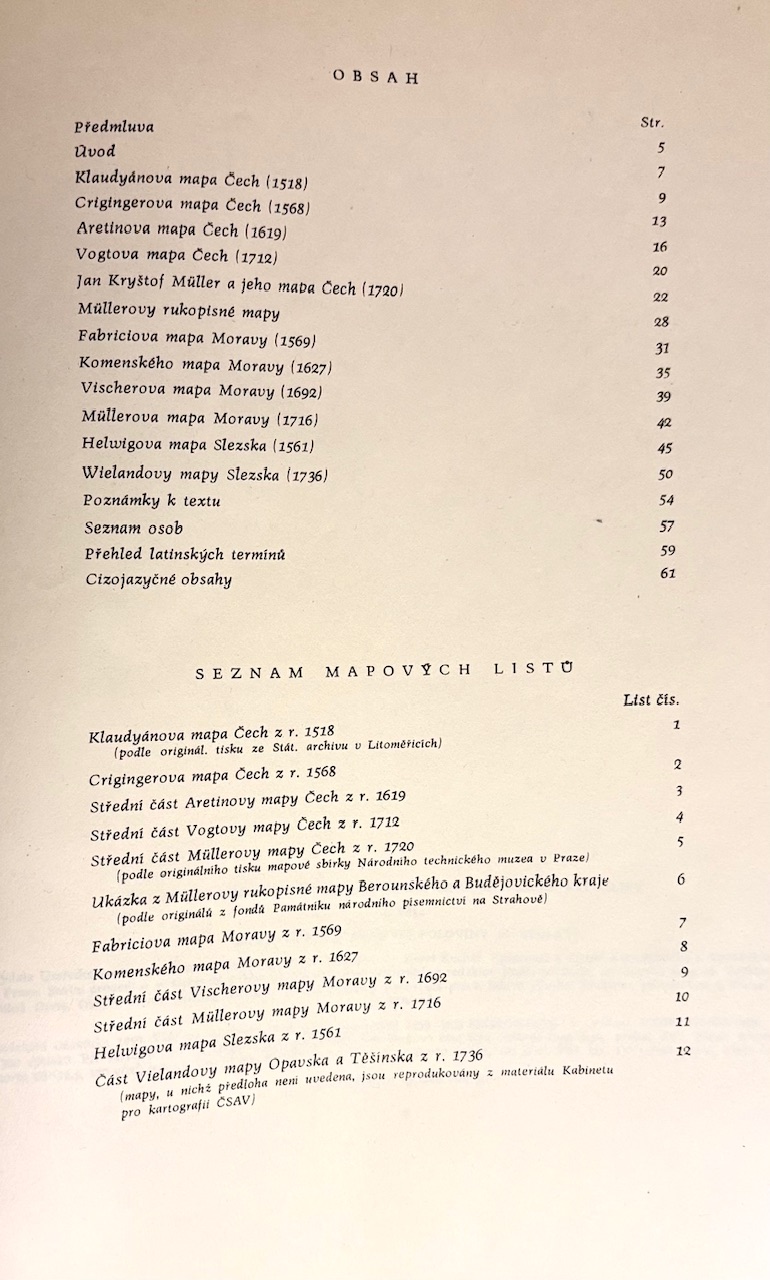 OBSAH
Str.
Předmluva 5
Úvod 7
Klaudyánova mapa Čech (1518) 9
Crigingerova mapa Čech (1568) 13
Aretinova mapa Čech (1619) 16
Vogtova mapa Čech (1712) 20
Jan Kryštof Müller a jeho mapa Čech (1720) 22
Müllerovy rukopisné mapy 28
Fabriciova mapa Moravy (1569) 31
Komenského mapa Moravy (1627) 35
Vischerova mapa Moravy (1692) 39
Müllerova mapa Moravy (1716) 42
Helwigova mapa Slezska (1561) 45
Wielandovy mapy Slezska (1736) 50
Poznámky k textu 54
Seznam osob 57
Přehled latinských termínů 59
Cizojazyčné obsahy 61
SEZNAM MAPOVÝCH LISTŮ
List čís.
Klaudyánova mapa Čech z r. 1518 1
(podle originál. tisku ze Stát. archivu v Litoměřicích)
Crigingerova mapa Čech z r. 1568 2
Střední část Aretinovy mapy Čech z r. 1619 3
Střední část Vogtovy mapy Čech z r. 1712 4
Střední část Müllerovy mapy Čech z r. 1720 5
(podle originálního tisku mapové sbírky Národního technického muzea v Praze)
Ukázka z Müllerovy rukopisné mapy Berounského a Budějovického kraje 6
(podle originálů z fondů Památníku národního písemnictví na Strahově)
Fabriciova mapa Moravy z r. 1569 7
Komenského mapa Moravy z r. 1627 8
Střední část Vischerovy mapy Moravy z r. 1692 9
Střední část Müllerovy mapy Moravy z r. 1716 10
Helwigova mapa Slezska z r. 1561 11
Část Vielandovy mapy Opavska a Těšínska z r. 1736 12
(mapy, u nichž předloha není uvedena, jsou reprodukovány z materiálu Kabinetu
pro kartografii ČSAV)